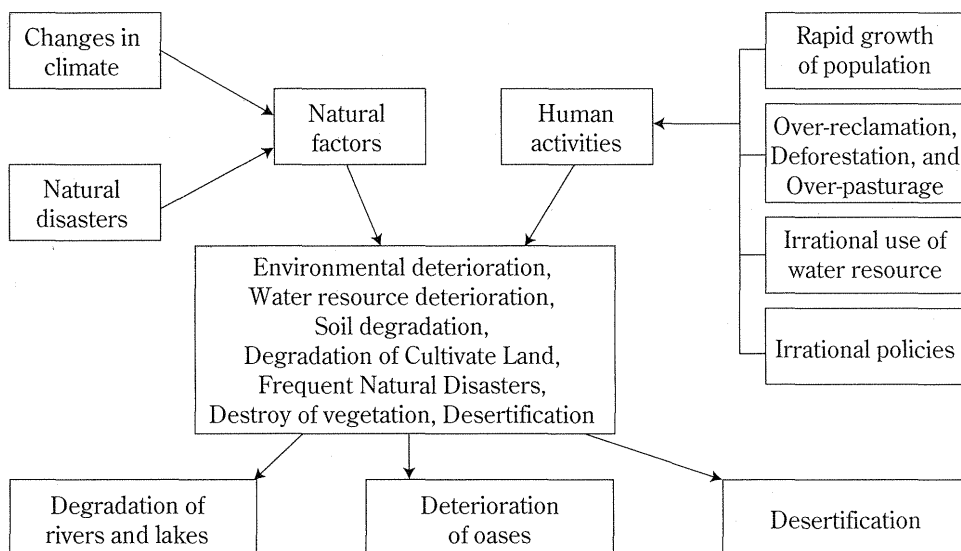 Changes in
climate
Natural
disasters
Natural
factors
Human
activities
Rapid growth
of population
Over-reclamation,
Deforestation, and
Over-pasturage
Irrational use of
water resource
Irrational policies
Environmental deterioration,
Water resource deterioration,
Soil degradation,
Degradation of Cultivate Land,
Frequent Natural Disasters,
Destroy of vegetation, Desertification
Degradation of
rivers and lakes
Deterioration
of oases
Desertification